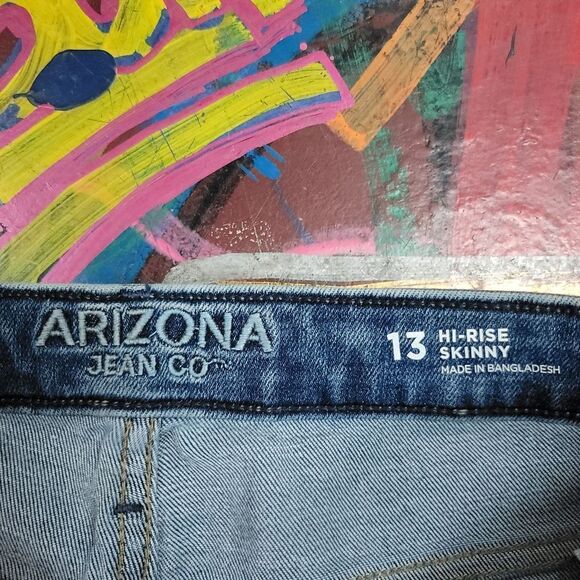 ARIZONA
JEAN CO
13 HI-RISE
SKINNY
MADE IN BANGLADESH